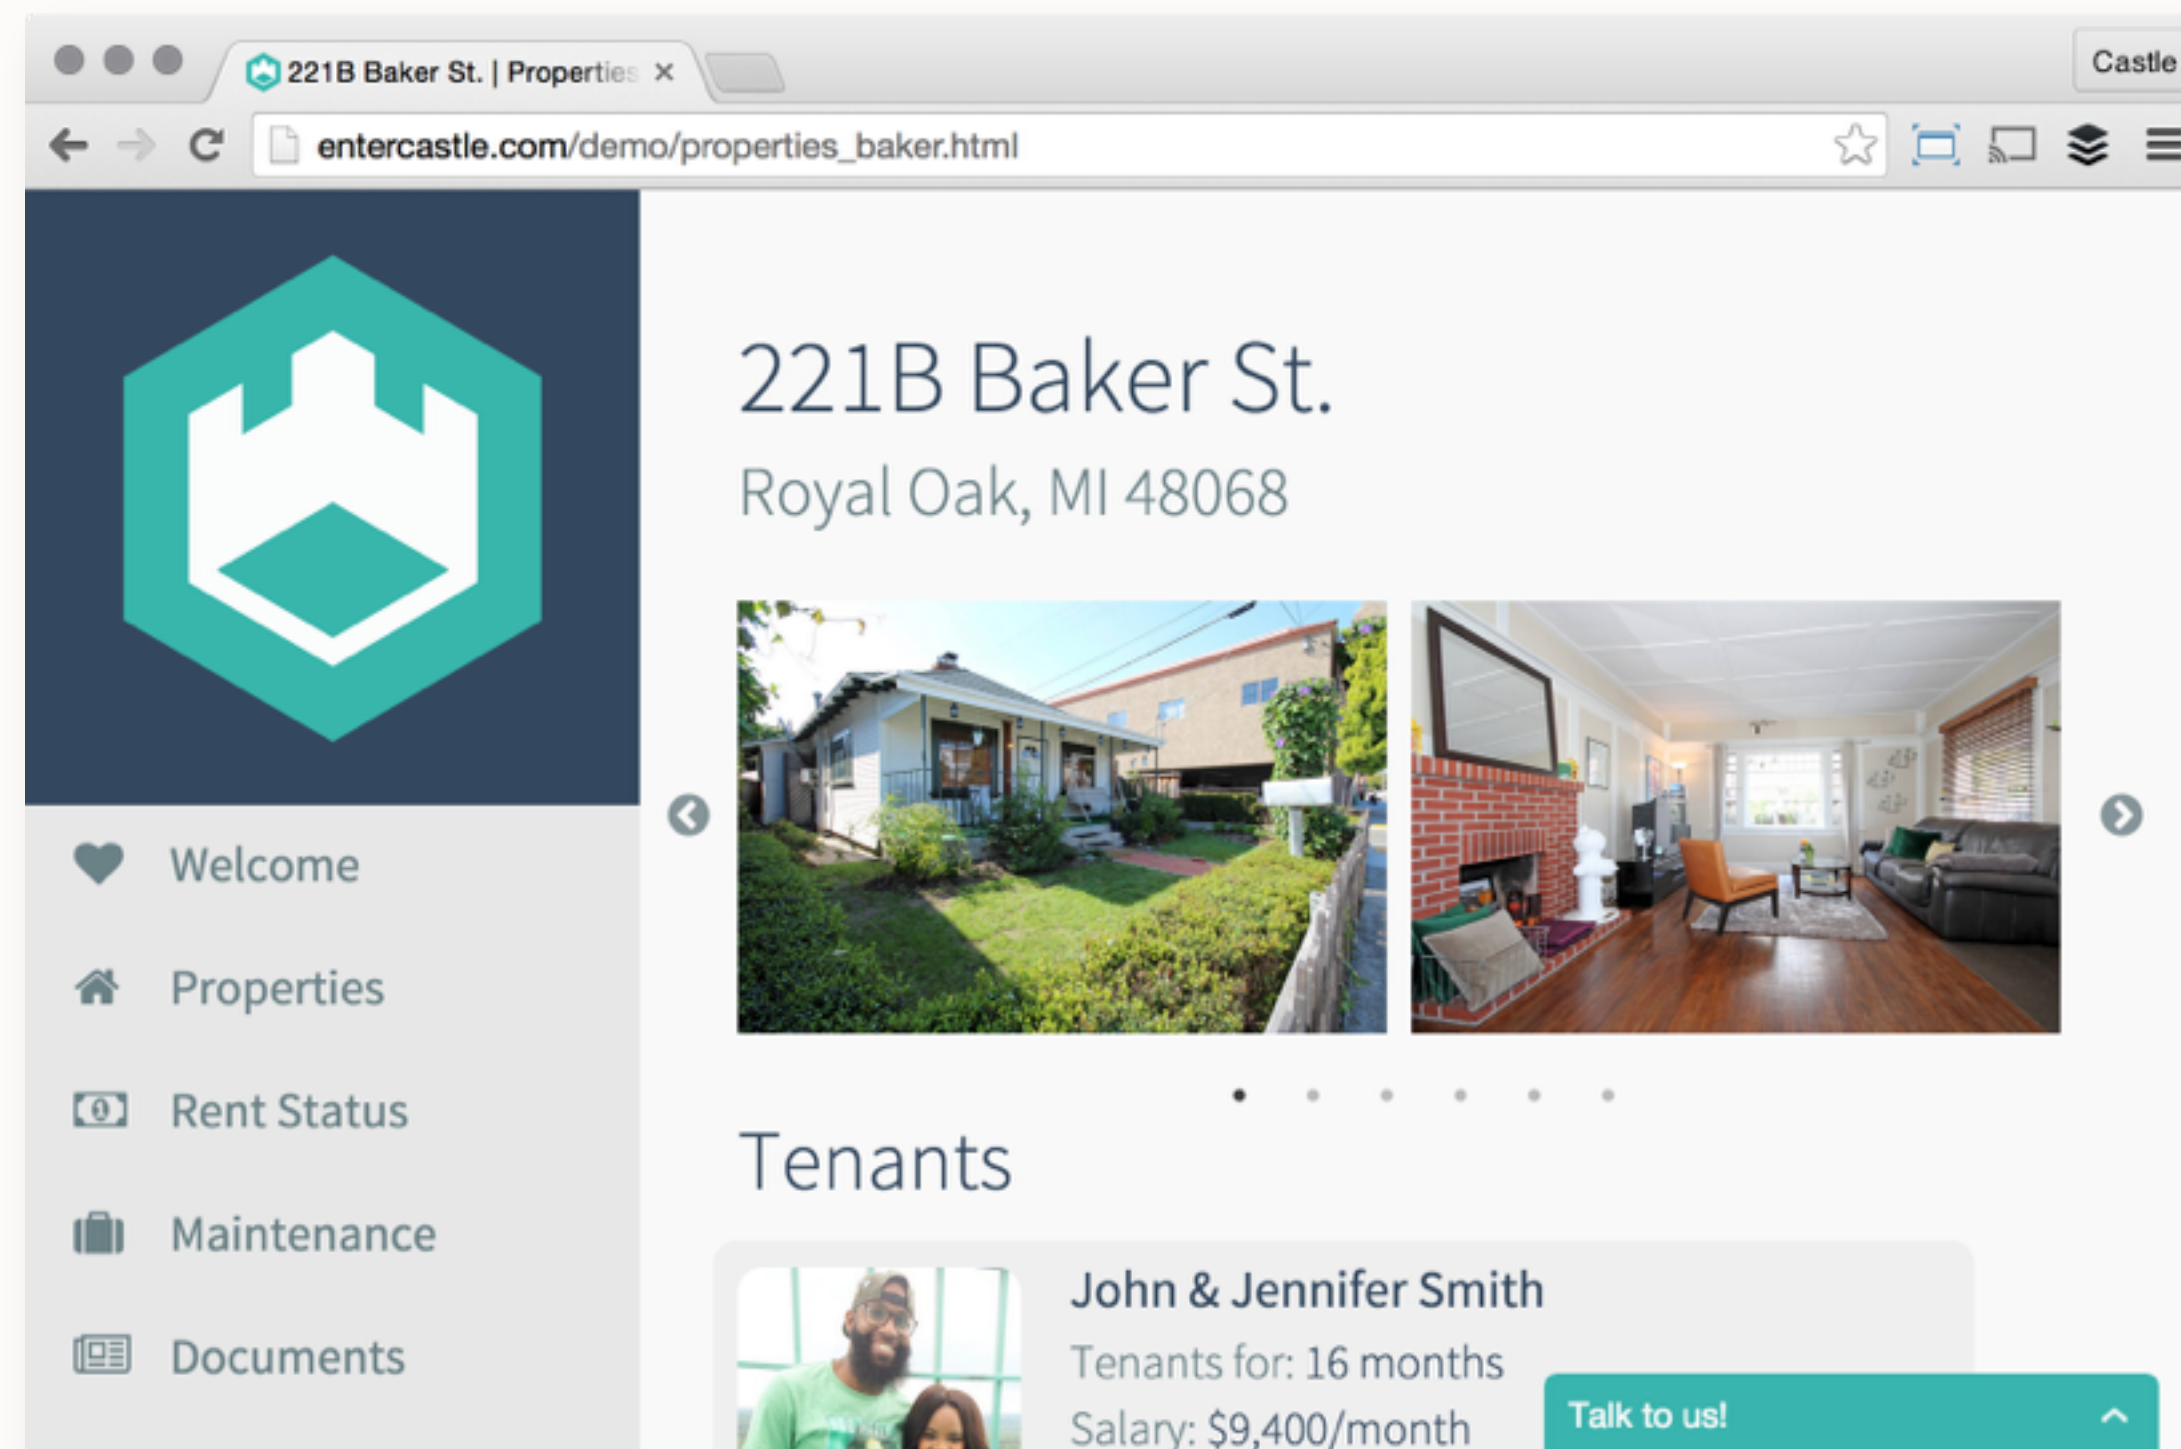 221B Baker St. | Properties
Castle
entercastle.com/demo/properties_baker.html
221B Baker St.
Royal Oak, MI 48068
Welcome
Properties
Rent Status
Maintenance
Documents
Tenants
John & Jennifer Smith
Tenants for: 16 months
Salary: $9,400/month
Talk to us!